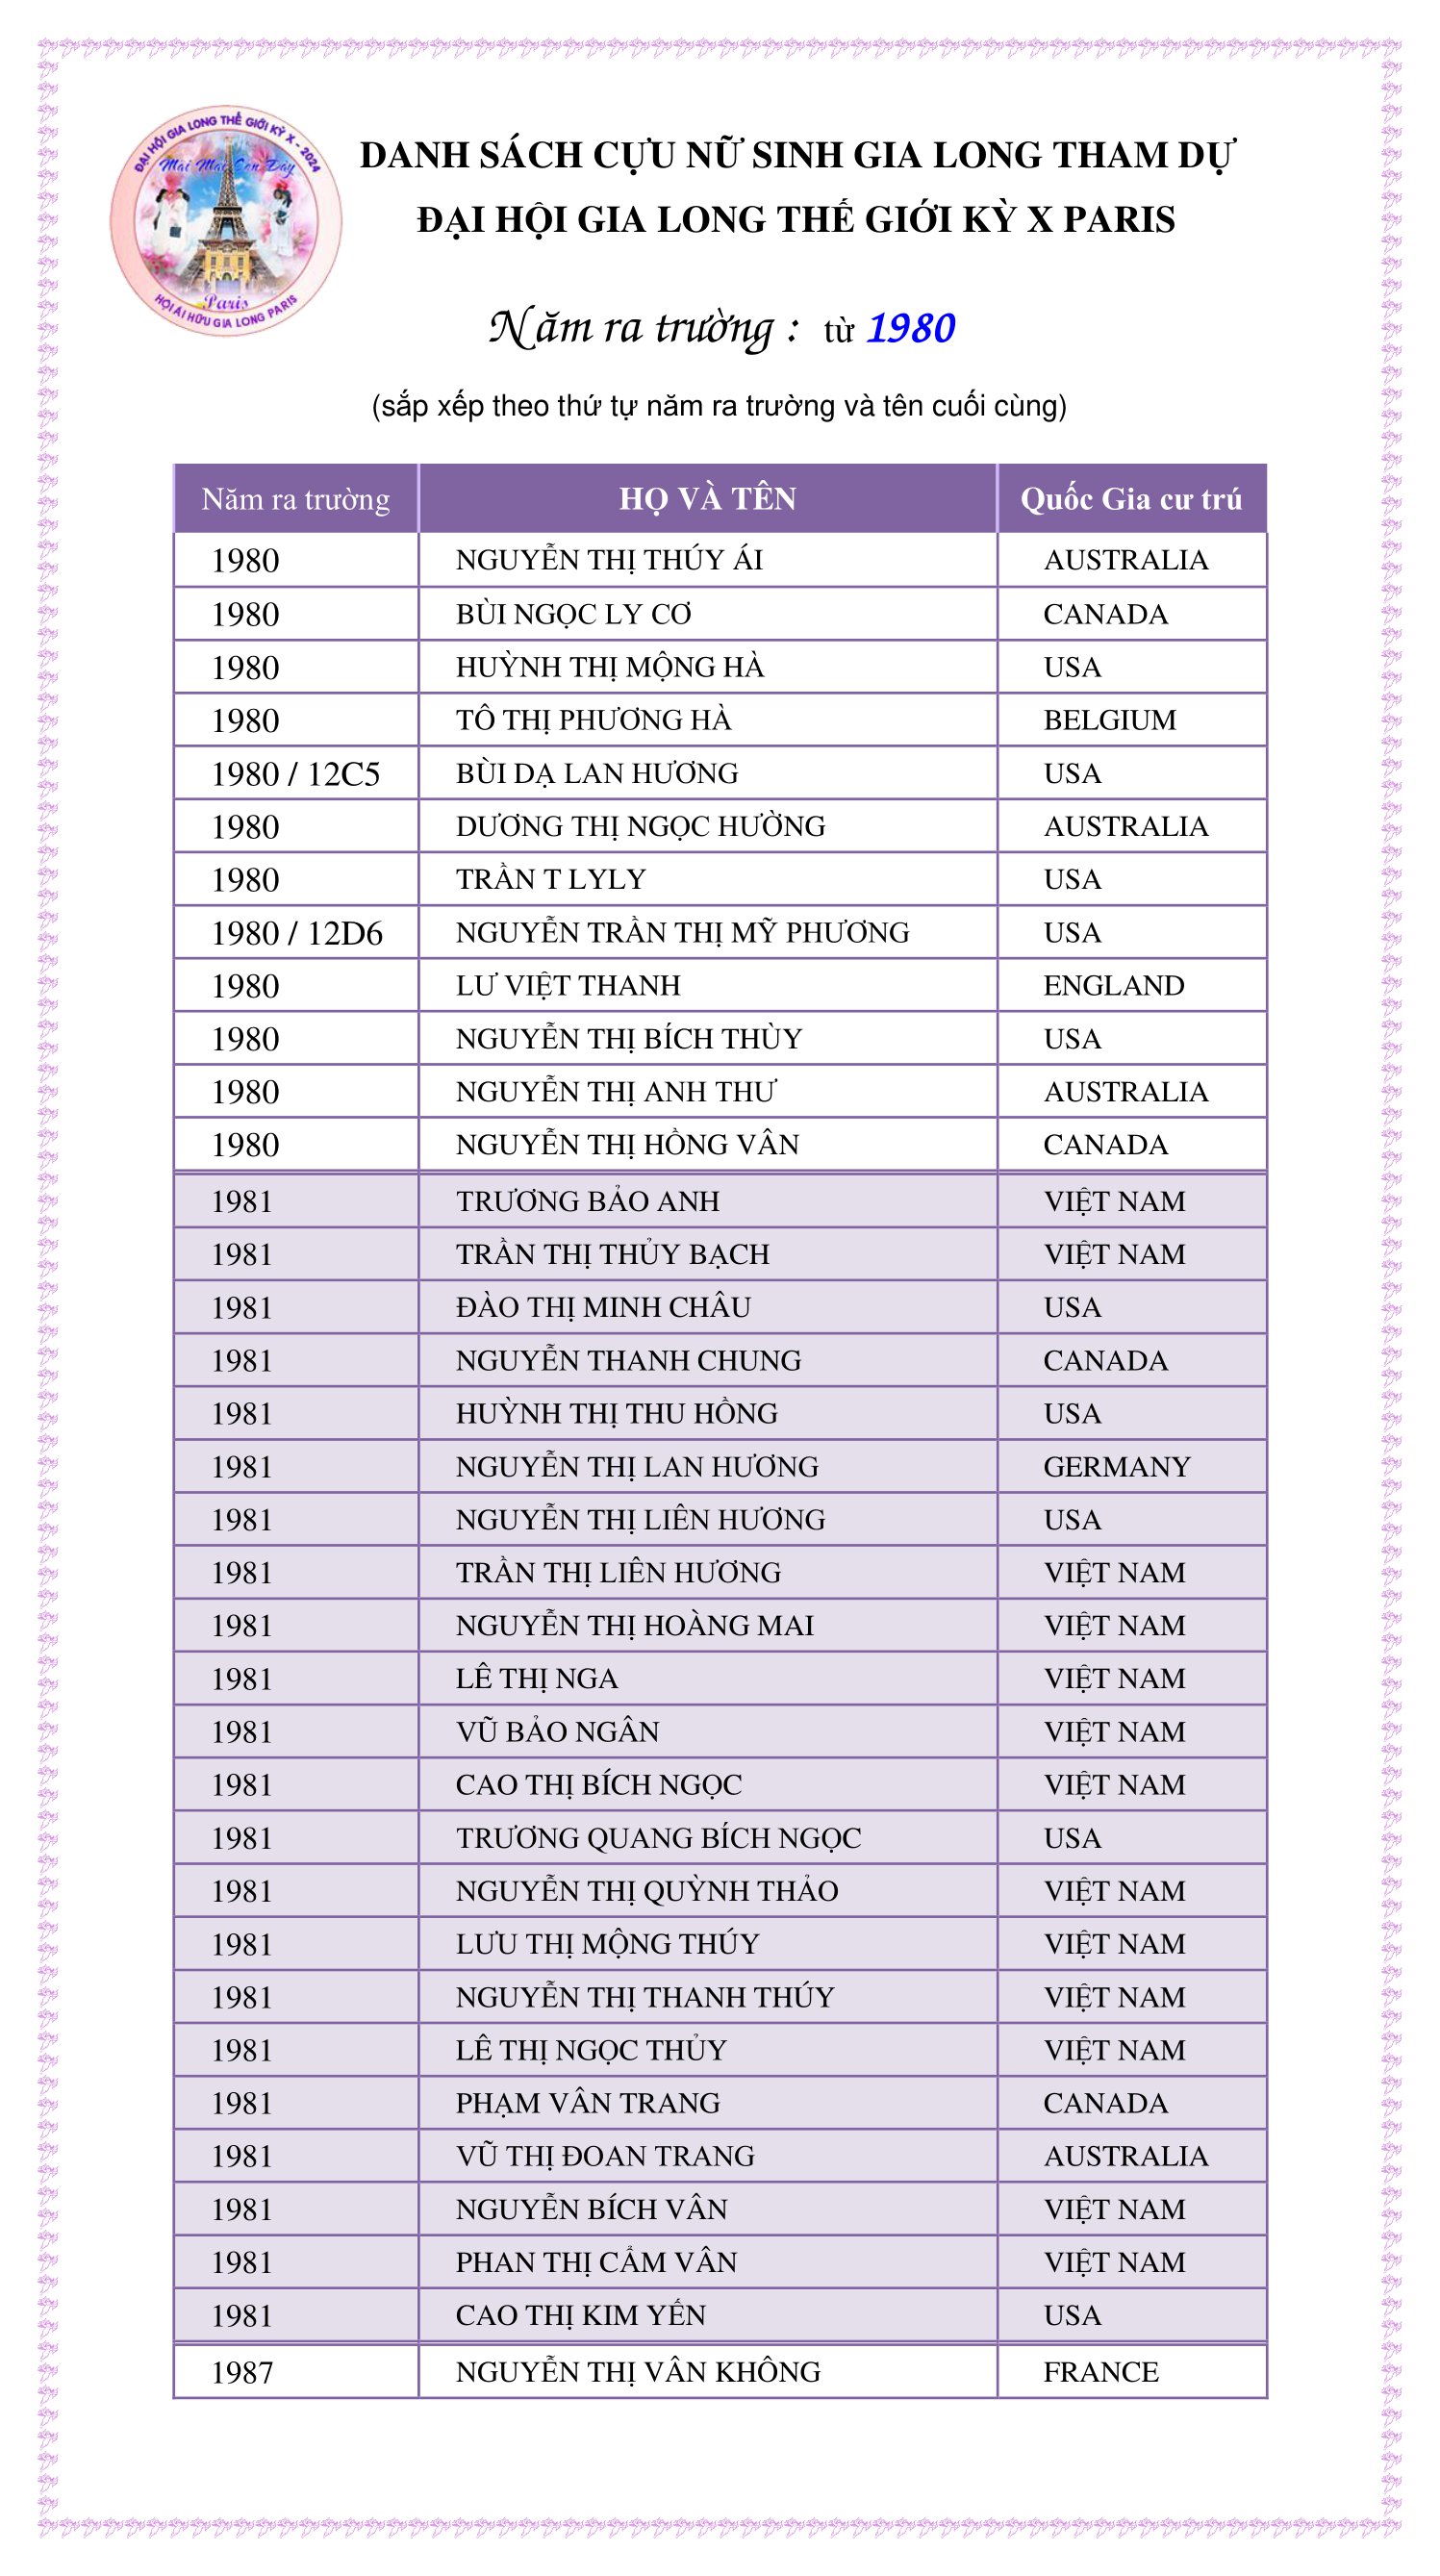 ĐẠI HỘI GIA LONG THẾ GIỚI KỲ X - 2024
Mãi Mãi Còn Đây
Paris
HỘI ÁI HỮU GIA LONG PARIS
DANH SÁCH CỰU NỮ SINH GIA LONG THAM DỰ
ĐẠI HỘI GIA LONG THẾ GIỚI KỲ X PARIS
Năm ra trường : từ 1980
(sắp xếp theo thứ tự năm ra trường và tên cuối cùng)
Năm ra trường HỌ VÀ TÊN Quốc Gia cư trú
1980 NGUYỄN THỊ THÚY ÁI AUSTRALIA
1980 BÙI NGỌC LY CƠ CANADA
1980 HUỲNH THỊ MỘNG HÀ USA
1980 TÔ THỊ PHƯƠNG HÀ BELGIUM
1980 / 12C5 BÙI DẠ LAN HƯƠNG USA
1980 DƯƠNG THỊ NGỌC HƯỜNG AUSTRALIA
1980 TRẦN T LYLY USA
1980 / 12D6 NGUYỄN TRẦN THỊ MỸ PHƯƠNG USA
1980 LƯ VIỆT THANH ENGLAND
1980 NGUYỄN THỊ BÍCH THÙY USA
1980 NGUYỄN THỊ ANH THƯ AUSTRALIA
1980 NGUYỄN THỊ HỒNG VÂN CANADA
1981 TRƯƠNG BẢO ANH VIỆT NAM
1981 TRẦN THỊ THỦY BẠCH VIỆT NAM
1981 ĐÀO THỊ MINH CHÂU USA
1981 NGUYỄN THANH CHUNG CANADA
1981 HUỲNH THỊ THU HỒNG USA
1981 NGUYỄN THỊ LAN HƯƠNG GERMANY
1981 NGUYỄN THỊ LIÊN HƯƠNG USA
1981 TRẦN THỊ LIÊN HƯƠNG VIỆT NAM
1981 NGUYỄN THỊ HOÀNG MAI VIỆT NAM
1981 LÊ THỊ NGA VIỆT NAM
1981 VŨ BẢO NGÂN VIỆT NAM
1981 CAO THỊ BÍCH NGỌC VIỆT NAM
1981 TRƯƠNG QUANG BÍCH NGỌC USA
1981 NGUYỄN THỊ QUỲNH THẢO VIỆT NAM
1981 LƯU THỊ MỘNG THÚY VIỆT NAM
1981 NGUYỄN THỊ THANH THÚY VIỆT NAM
1981 LÊ THỊ NGỌC THỦY VIỆT NAM
1981 PHẠM VÂN TRANG CANADA
1981 VŨ THỊ ĐOAN TRANG AUSTRALIA
1981 NGUYỄN BÍCH VÂN VIỆT NAM
1981 PHAN THỊ CẨM VÂN VIỆT NAM
1981 CAO THỊ KIM YẾN USA
1987 NGUYỄN THỊ VÂN KHÔNG FRANCE